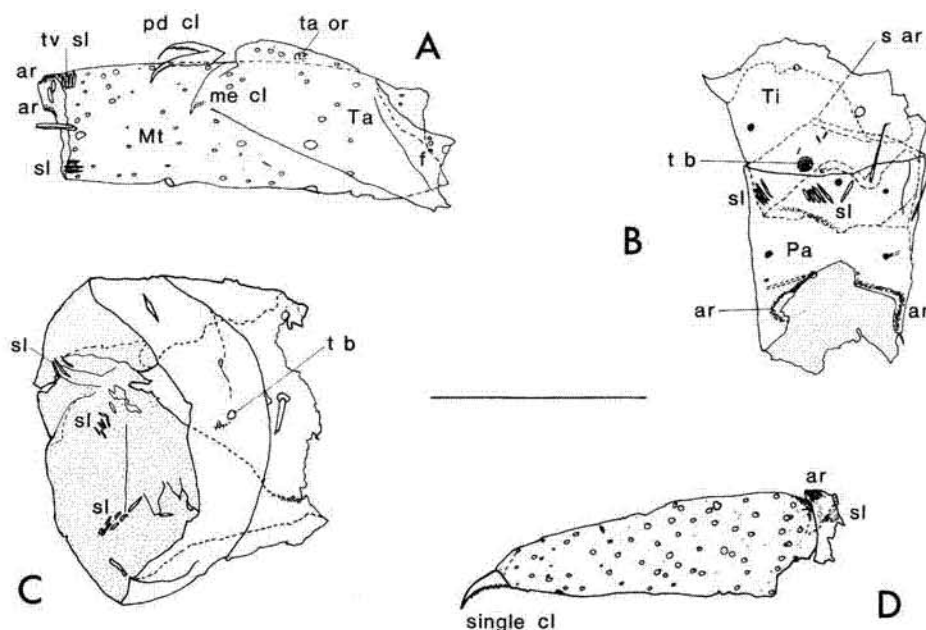 A
pd cl
ta or
tv sl
ar
ar
me cl
Mt
Ta
sl
f
B
s ar
Ti
t b
sl
sl
Pa
ar
ar
C
sl
t b
sl
sl
D
ar
sl
single cl